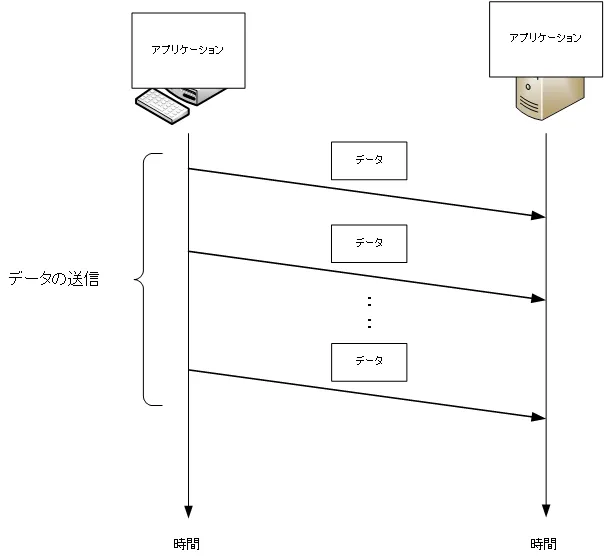 アプリケーション
アプリケーション
データ
データ
データの送信
：
データ
時間
時間